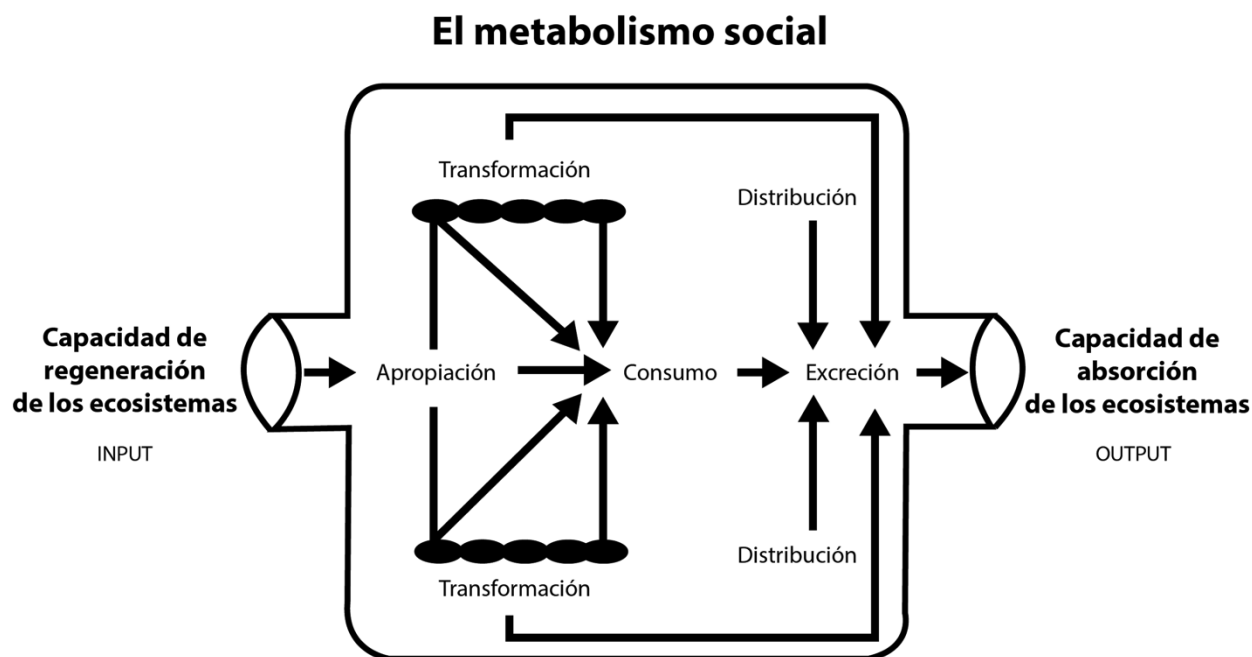 El metabolismo social
Transformación
Distribución
Capacidad de
regeneración
de los ecosistemas
INPUT
Apropiación
Consumo
Excreción
Capacidad de
absorción
de los ecosistemas
OUTPUT
Distribución
Transformación